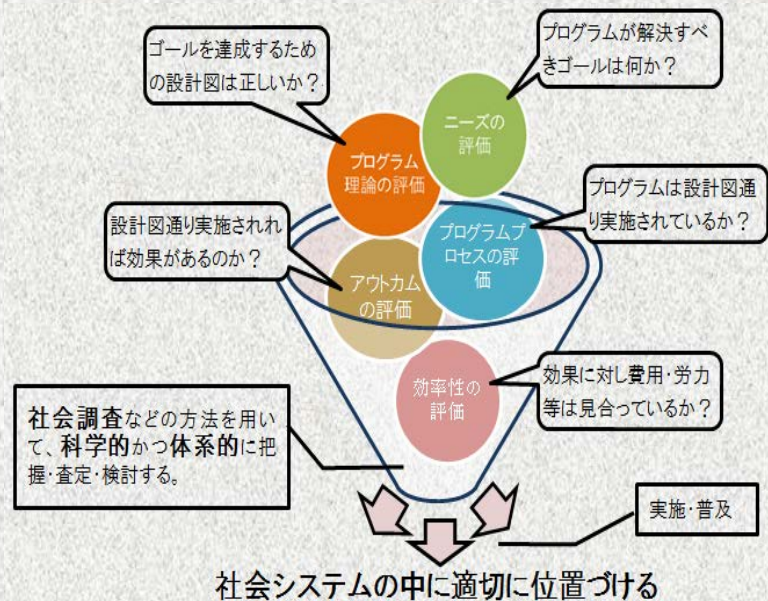 ゴールを達成するため
の設計図は正しいか？
プログラムが解決すべ
きゴールは何か？
ニーズの
評価
プログラム
理論の評価
プログラムは設計図通
り実施されているか？
設計図通り実施されれ
ば効果があるのか？
プログラムプ
ロセスの評
価
アウトカム
の評価
効率性の
評価
効果に対し費用・労力
等は見合っているか？
社会調査などの方法を用い
て、科学的かつ体系的に把
握・査定・検討する。
実施・普及
社会システムの中に適切に位置づける